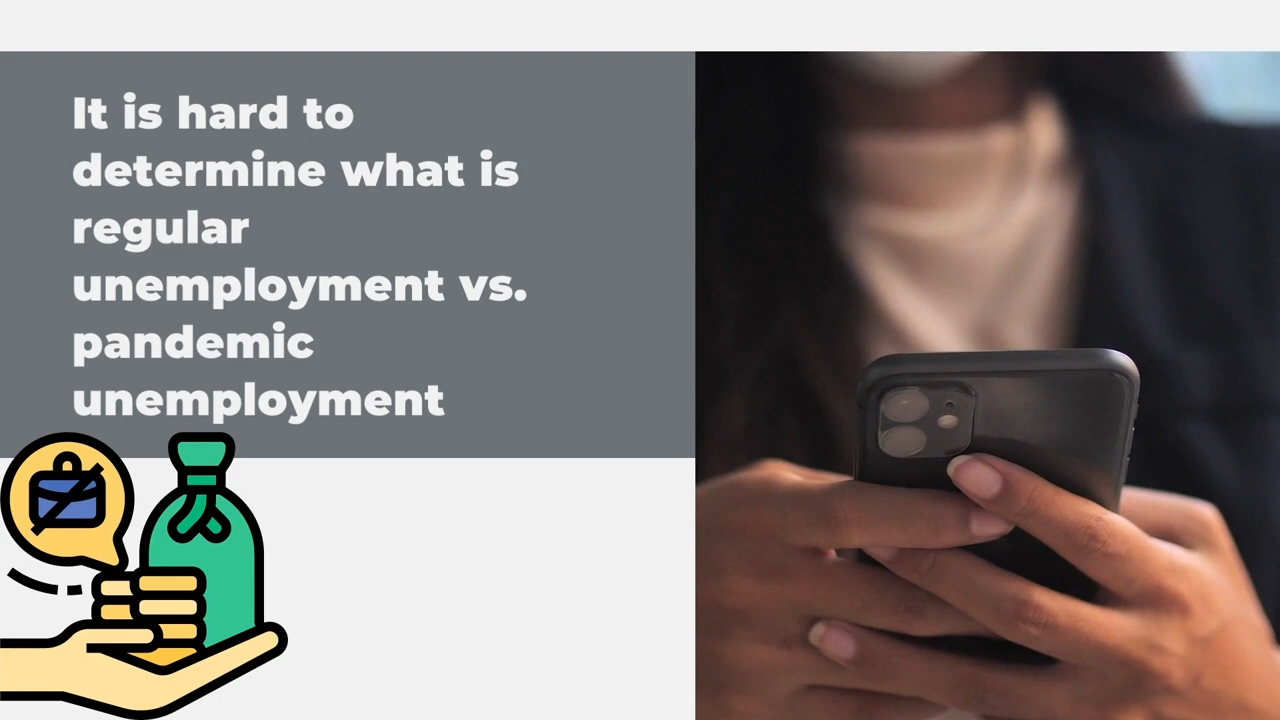 It is hard to
determine what is
regular
unemployment vs.
pandemic
unemployment